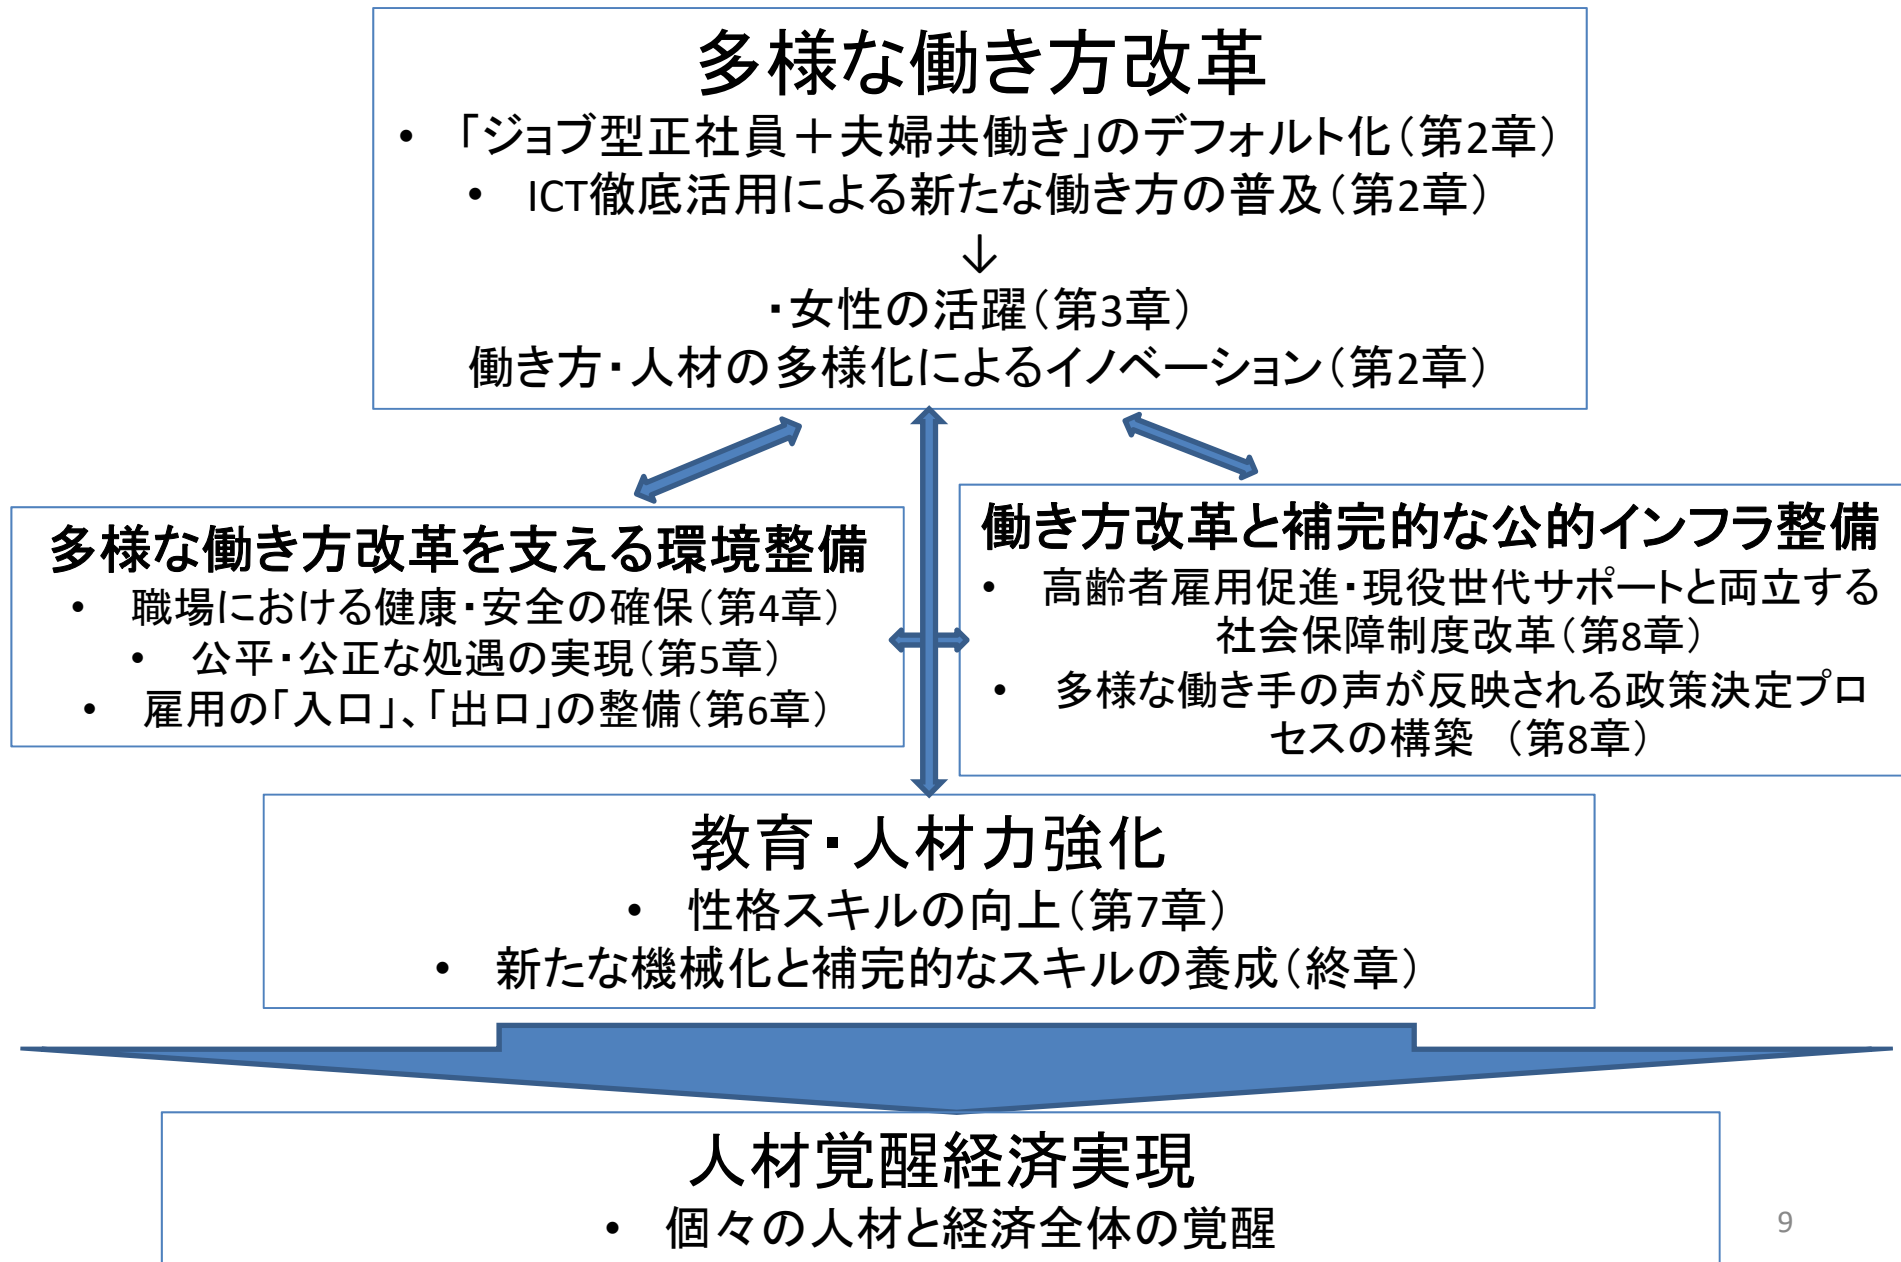 多様な働き方改革
• 「ジョブ型正社員＋夫婦共働き」のデフォルト化（第2章）
• ICT徹底活用による新たな働き方の普及（第2章）
↓
・女性の活躍（第3章）
働き方・人材の多様化によるイノベーション（第2章）
多様な働き方改革を支える環境整備
• 職場における健康・安全の確保（第4章）
• 公平・公正な処遇の実現（第5章）
• 雇用の「入口」、「出口」の整備（第6章）
働き方改革と補完的な公的インフラ整備
• 高齢者雇用促進・現役世代サポートと両立する
社会保障制度改革（第8章）
• 多様な働き手の声が反映される政策決定プロ
セスの構築　（第8章）
教育・人材力強化
• 性格スキルの向上（第7章）
• 新たな機械化と補完的なスキルの養成（終章）
人材覚醒経済実現
• 個々の人材と経済全体の覚醒
9